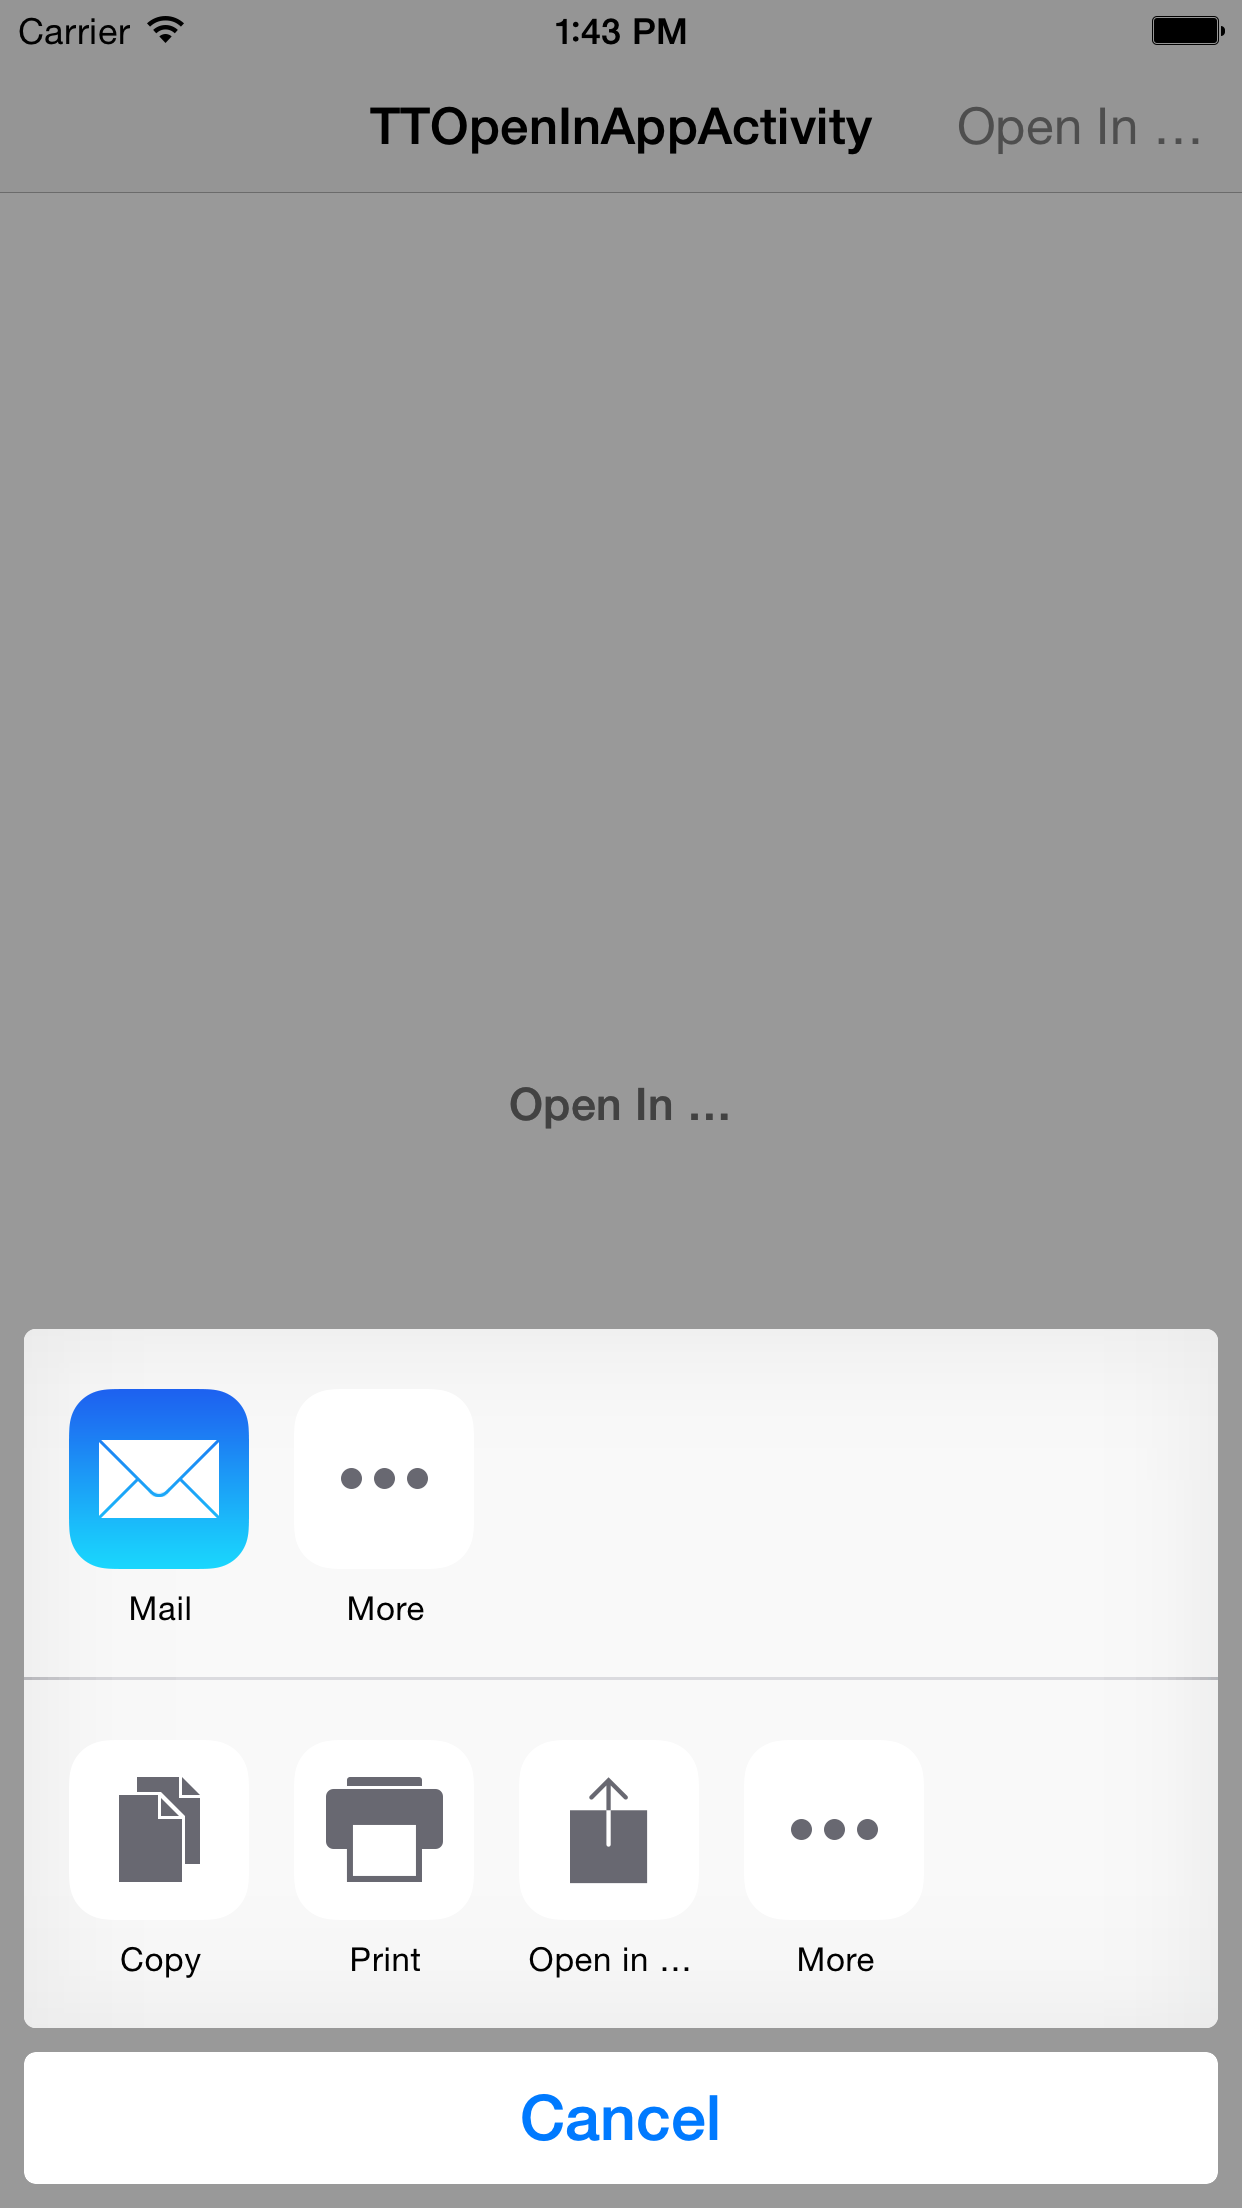 Carrier 1:43 PM
TTOpenInAppActivity Open In ...
Open In ...
Mail More
Copy Print Open in ... More
Cancel